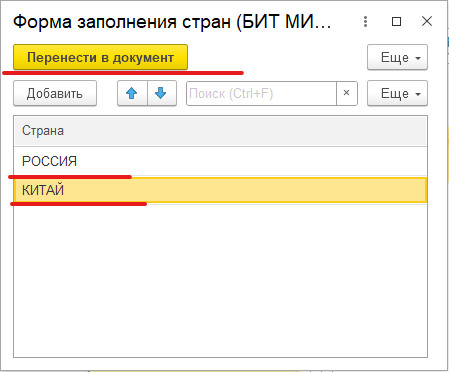 Форма заполнения стран (БИТ МИ...
Перенести в документ
Еще
Добавить
Поиск (Ctrl+F)
×
Еще
Страна
РОССИЯ
КИТАЙ